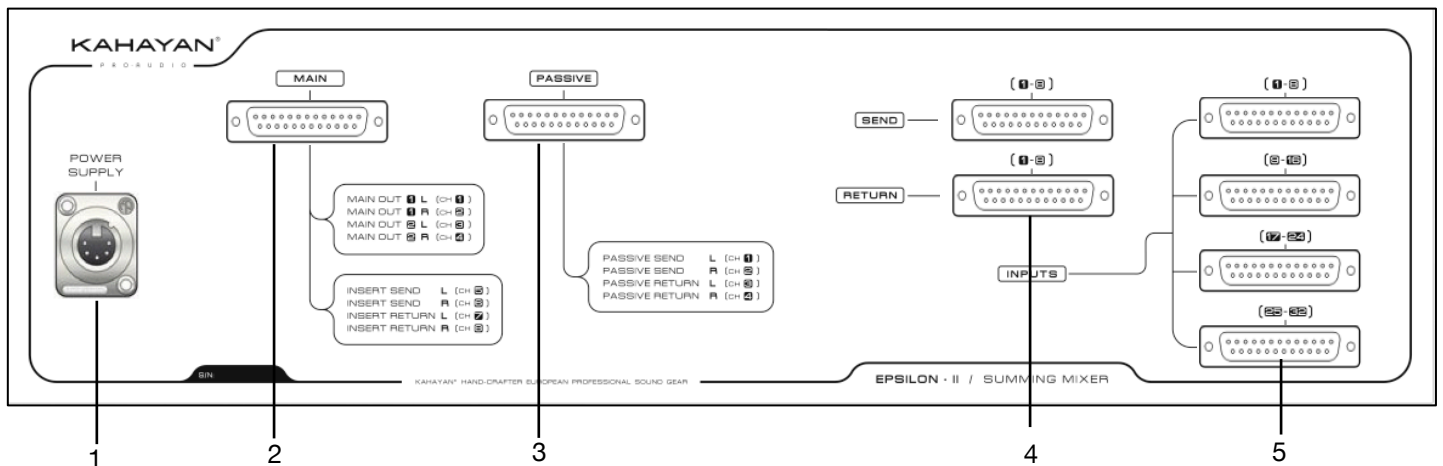 KAHAYAN®
PRO·AUDIO
MAIN
PASSIVE
(1-8)
(1-8)
SEND
POWER
SUPPLY
(1-8)
(9-16)
RETURN
MAIN OUT 1 L (CH 1)
MAIN OUT 1 R (CH 2)
MAIN OUT 2 L (CH 3)
MAIN OUT 2 R (CH 4)
(17-24)
PASSIVE SEND L (CH 1)
PASSIVE SEND R (CH 2)
PASSIVE RETURN L (CH 3)
PASSIVE RETURN R (CH 4)
INPUTS
INSERT SEND L (CH 5)
INSERT SEND R (CH 6)
INSERT RETURN L (CH 7)
INSERT RETURN R (CH 8)
(25-32)
S/N:
KAHAYAN® HAND-CRAFTER EUROPEAN PROFESSIONAL SOUND GEAR
EPSILON · II / SUMMING MIXER
1 2 3 4 5